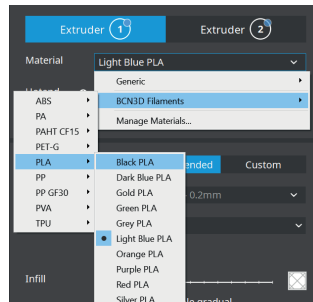 Extruder 1
Extruder 2
Material
Light Blue PLA
Generic
BCN3D Filaments
Manage Materials...
ABS
PA
PAHT CF15
PET-G
PLA
PP
PP GF30
PVA
TPU
Black PLA
Dark Blue PLA
Gold PLA
Green PLA
Grey PLA
Light Blue PLA
Orange PLA
Purple PLA
Red PLA
Silver PLA
Custom
0.2mm
Infill
gradual